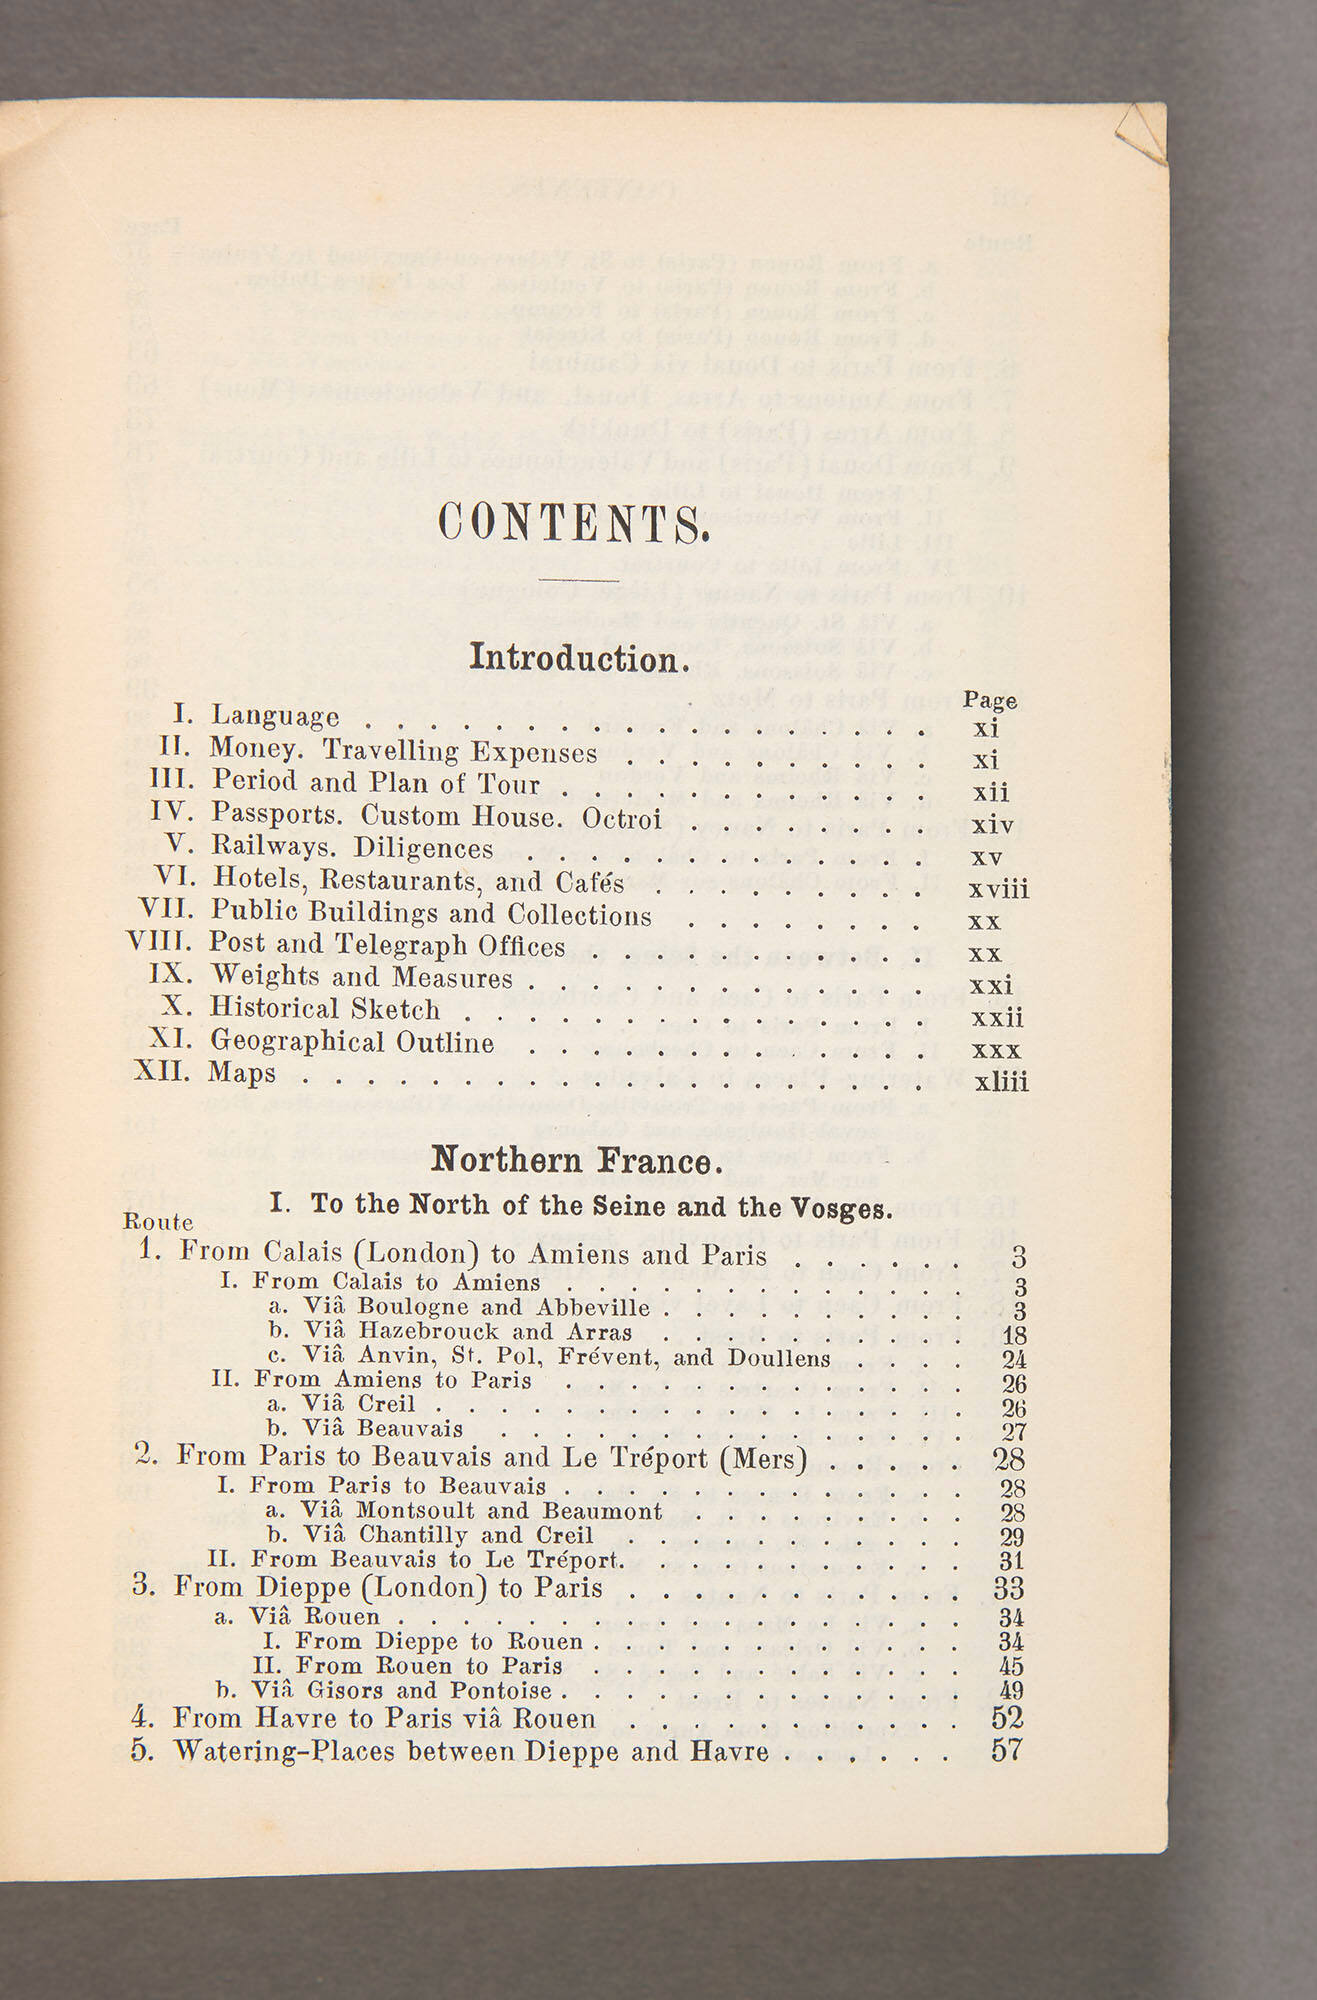 CONTENTS.
Introduction.
Page
I. Language . . . . . . . . . . . . . . . . . . xi
II. Money. Travelling Expenses . . . . . . . . . . xi
III. Period and Plan of Tour . . . . . . . . . . . . xii
IV. Passports. Custom House. Octroi . . . . . . . . xiv
V. Railways. Diligences . . . . . . . . . . . . . xv
VI. Hotels, Restaurants, and Cafés . . . . . . . . . xviii
VII. Public Buildings and Collections . . . . . . . . xx
VIII. Post and Telegraph Offices . . . . . . . . . . . xx
IX. Weights and Measures . . . . . . . . . . . . . xxi
X. Historical Sketch . . . . . . . . . . . . . . . xxii
XI. Geographical Outline . . . . . . . . . . . . . xxx
XII. Maps . . . . . . . . . . . . . . . . . . . . xliii
Northern France.
I. To the North of the Seine and the Vosges.
Route
1. From Calais (London) to Amiens and Paris . . . . . . 3
I. From Calais to Amiens . . . . . . . . . . . . . 3
a. Viâ Boulogne and Abbeville . . . . . . . . . . 3
b. Viâ Hazebrouck and Arras . . . . . . . . . . 18
c. Viâ Anvin, St. Pol, Frévent, and Doullens . . . . 24
II. From Amiens to Paris . . . . . . . . . . . . . 26
a. Viâ Creil . . . . . . . . . . . . . . . . . 26
b. Viâ Beauvais . . . . . . . . . . . . . . . 27
2. From Paris to Beauvais and Le Tréport (Mers) . . . . . 28
I. From Paris to Beauvais . . . . . . . . . . . . . 28
a. Viâ Montsoult and Beaumont . . . . . . . . . 28
b. Viâ Chantilly and Creil . . . . . . . . . . . 29
II. From Beauvais to Le Tréport. . . . . . . . . . . 31
3. From Dieppe (London) to Paris . . . . . . . . . . . 33
a. Viâ Rouen . . . . . . . . . . . . . . . . . . 34
I. From Dieppe to Rouen . . . . . . . . . . . . 34
II. From Rouen to Paris . . . . . . . . . . . . 45
b. Viâ Gisors and Pontoise . . . . . . . . . . . . . 49
4. From Havre to Paris viâ Rouen . . . . . . . . . . . 52
5. Watering-Places between Dieppe and Havre . . . . . . 57